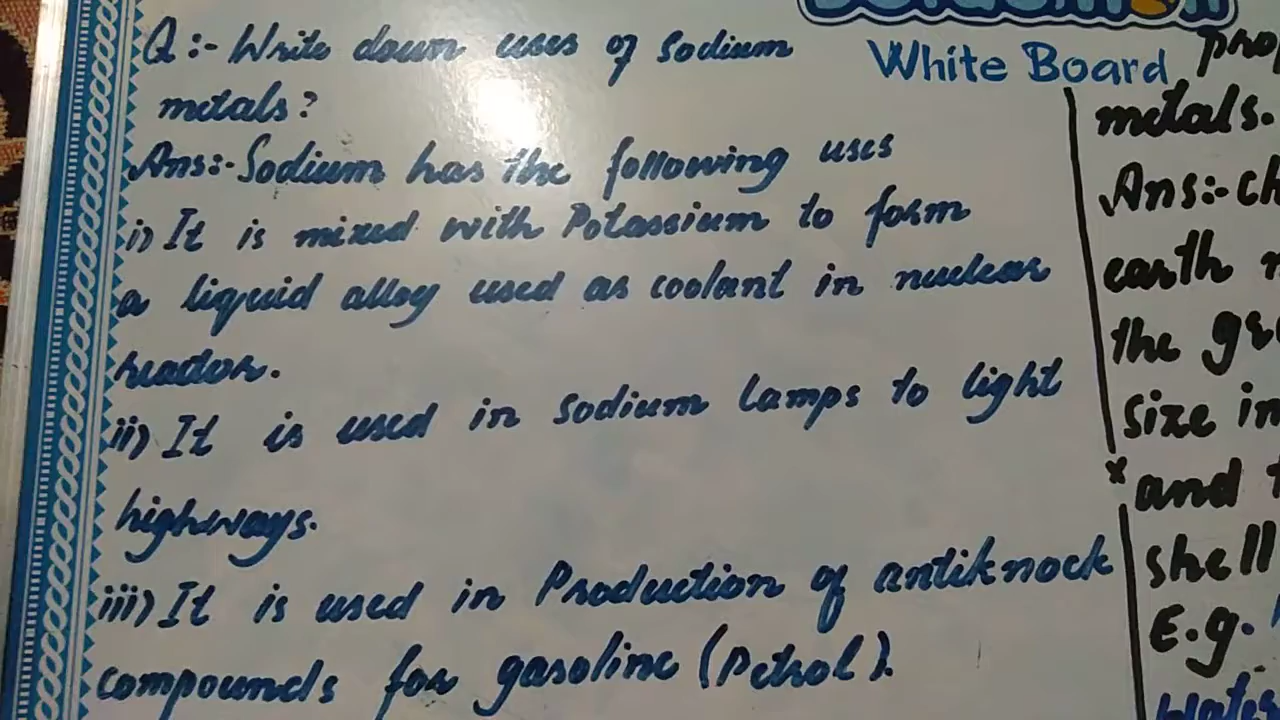 Q:- Write down uses of sodium
metals?
Ans:- Sodium has the following uses
i) It is mixed with Potassium to form
a liquid alloy used as coolant in nuclear
reactor.
ii) It is used in sodium lamps to light
highways.
iii) It is used in Production of antiknock
compounds for gasoline (Petrol).
White Board
metals.
Ans:-
earth
the
size in
* and
shell
E.g.